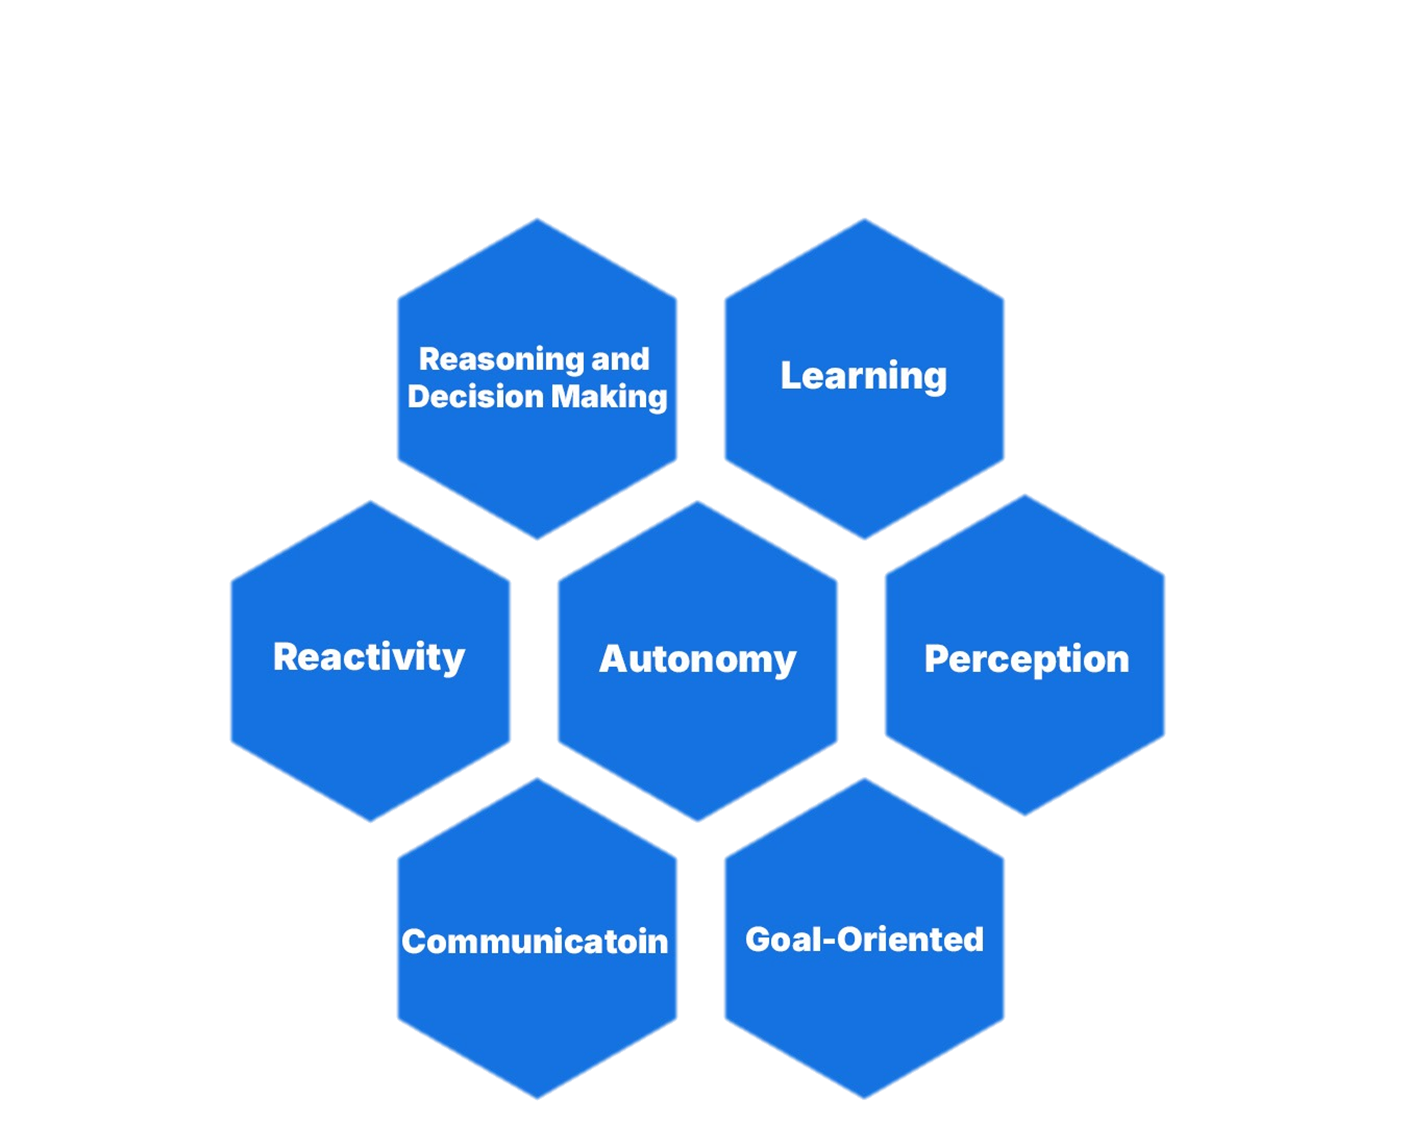 Reasoning and
Decision Making
Learning
Reactivity
Autonomy
Perception
Communicatoin
Goal-Oriented